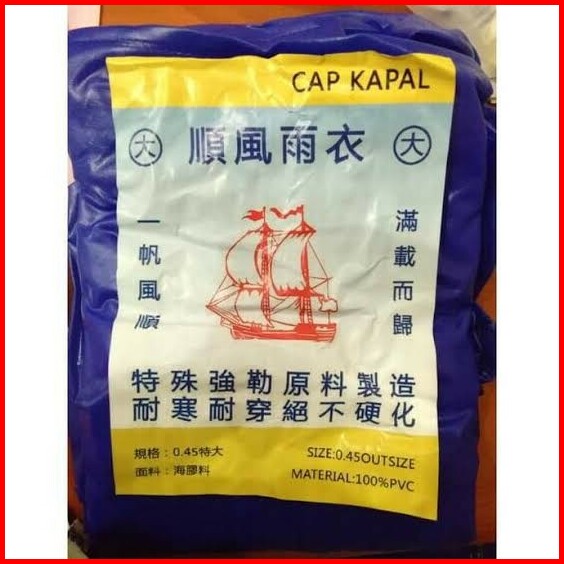 CAP KAPAL
大 順風雨衣 大
一帆風順
滿載而歸
特殊強勒原料製造
耐寒耐穿絕不硬化
規格：0.45特大
面料：海膠料
SIZE:0.45OUTSIZE
MATERIAL:100%PVC